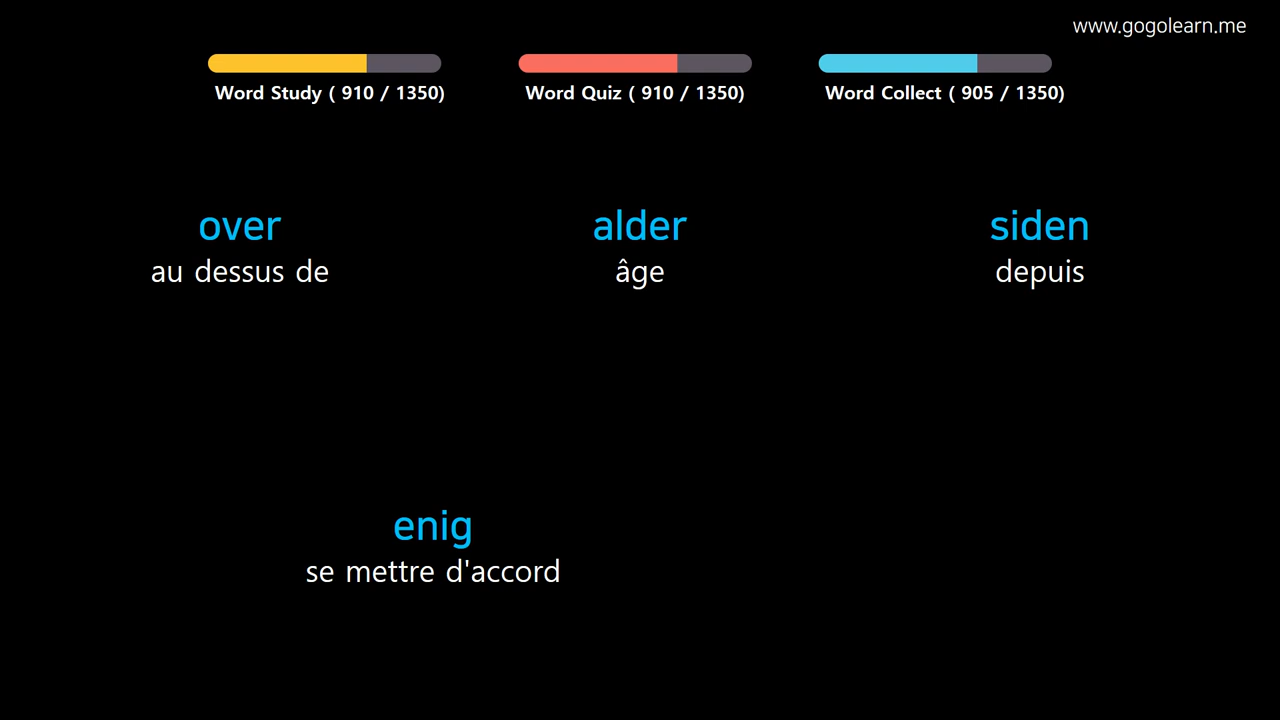 www.gogolearn.me
Word Study ( 910 / 1350)
Word Quiz ( 910 / 1350)
Word Collect ( 905 / 1350)
over
au dessus de
alder
âge
siden
depuis
enig
se mettre d'accord